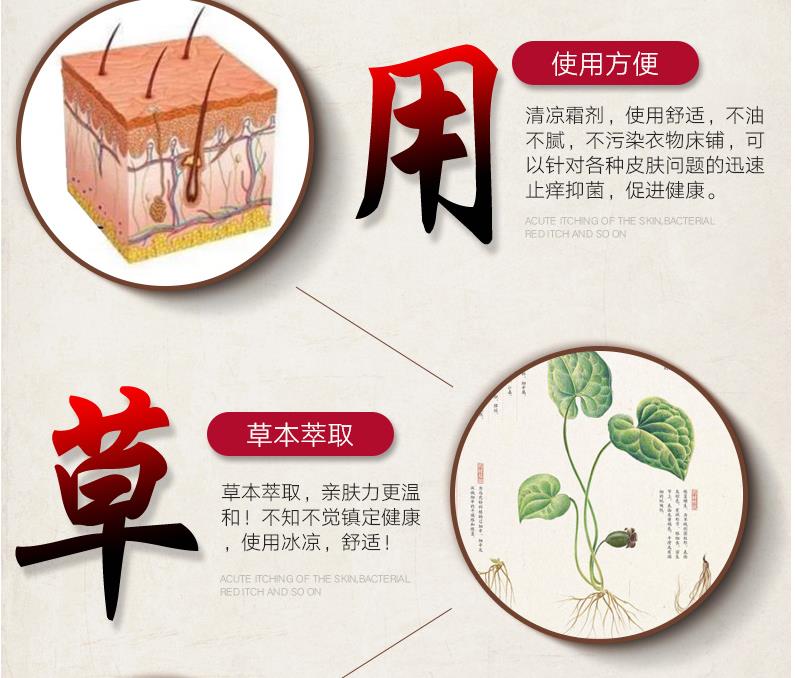 用
使用方便
清凉霜剂，使用舒适，不油
不腻，不污染衣物床铺，可
以针对各种皮肤问题的迅速
止痒抑菌，促进健康。
ACUTE ITCHING OF THE SKIN,BACTERIAL
RED ITCH AND SO ON
草
草本萃取
草本萃取，亲肤力更温
和！不知不觉镇定健康
，使用冰凉，舒适！
ACUTE ITCHING OF THE SKIN,BACTERIAL
RED ITCH AND SO ON